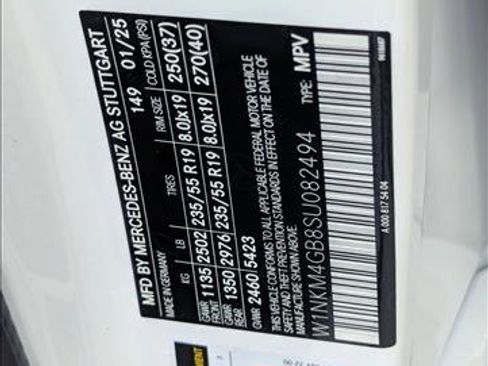 MFD BY MERCEDES-BENZ AG STUTTGART
MADE IN GERMANY 149 01/25
KG LB TIRES RIM SIZE COLD KPA(PSI)
GAWR FRONT 1135 2502 235/55 R19 8.0Jx19 250(37)
GAWR REAR 1350 2976 235/55 R19 8.0Jx19 270(40)
GVWR 2460 5423
THIS VEHICLE CONFORMS TO ALL APPLICABLE FEDERAL MOTOR VEHICLE
SAFETY AND THEFT PREVENTION STANDARDS IN EFFECT ON THE DATE OF
MANUFACTURE SHOWN ABOVE.
W1NKM4GB8SU082494 TYPE: MPV
A 000 817 54 04